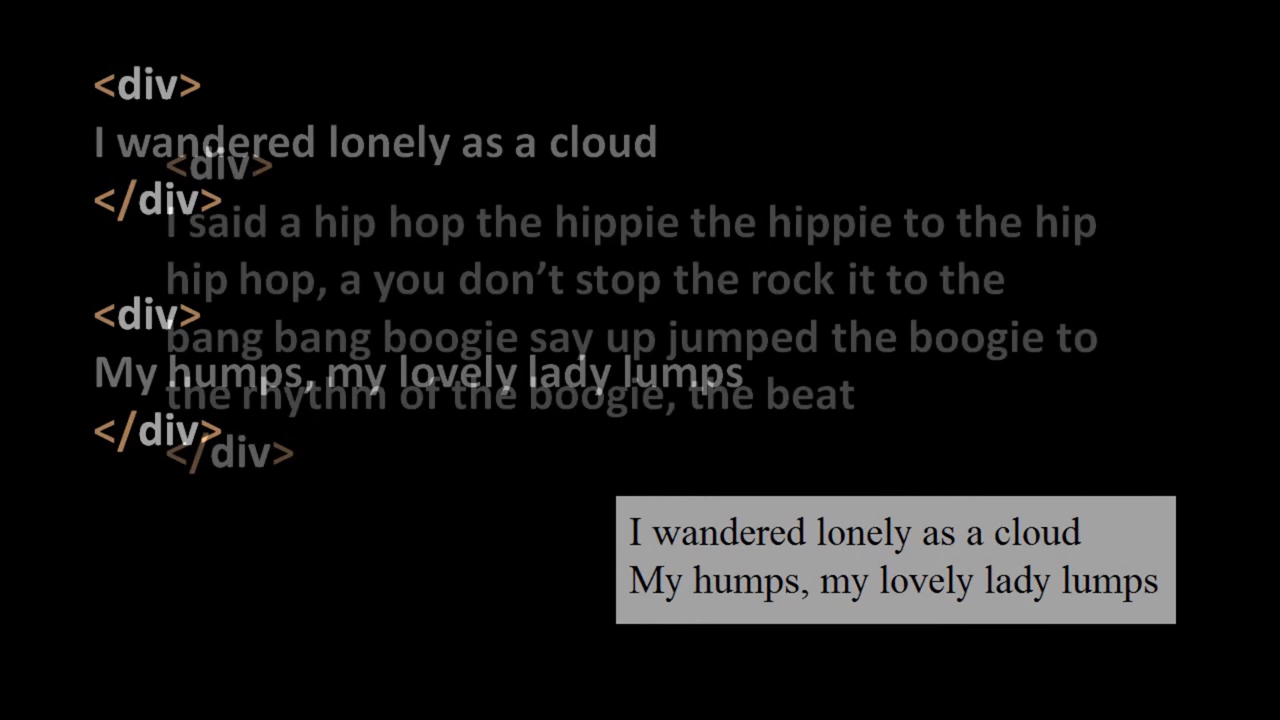 <div>
I wandered lonely as a cloud
</div>
<div>
My humps, my lovely lady lumps
</div>
<div>
I said a hip hop the hippie the hippie to the hip
hip hop, a you don’t stop the rock it to the
bang bang boogie say up jumped the boogie to
the rhythm of the boogie, the beat
</div>
I wandered lonely as a cloud
My humps, my lovely lady lumps